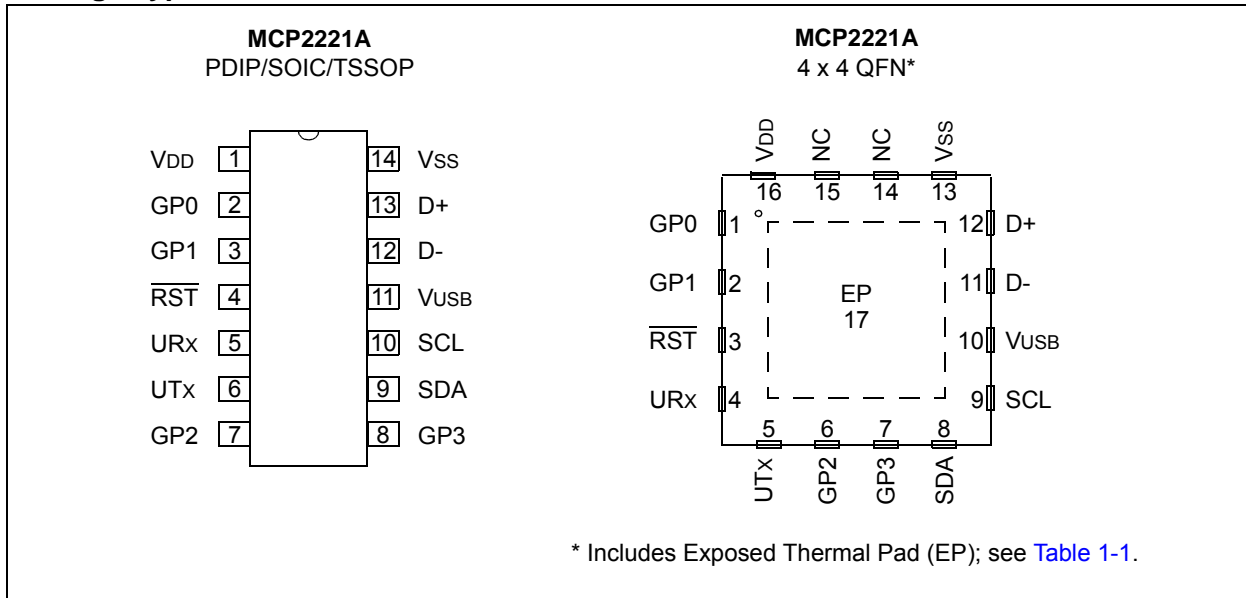 MCP2221A
PDIP/SOIC/TSSOP
VDD 1
GP0 2
GP1 3
RST 4
URx 5
UTx 6
GP2 7
14 VSS
13 D+
12 D-
11 VUSB
10 SCL
9 SDA
8 GP3
MCP2221A
4 x 4 QFN*
VDD NC NC VSS
16 15 14 13
GP0 1
GP1 2
RST 3
URx 4
EP
17
12 D+
11 D-
10 VUSB
9 SCL
5 6 7 8
UTx GP2 GP3 SDA
* Includes Exposed Thermal Pad (EP); see Table 1-1.